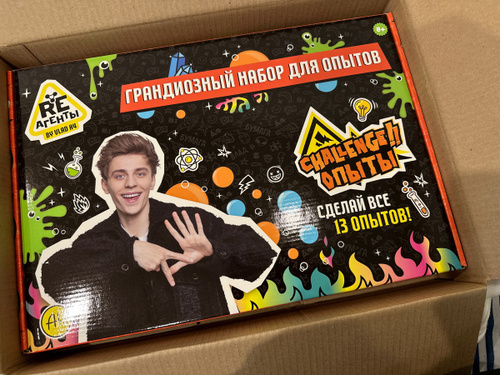 8+
ГРАНДИОЗНЫЙ НАБОР ДЛЯ ОПЫТОВ
RE
АГЕНТЫ
BY VLAD A4
CHALLENGE!!
ОПЫТЫ
СДЕЛАЙ ВСЕ
13 ОПЫТОВ!